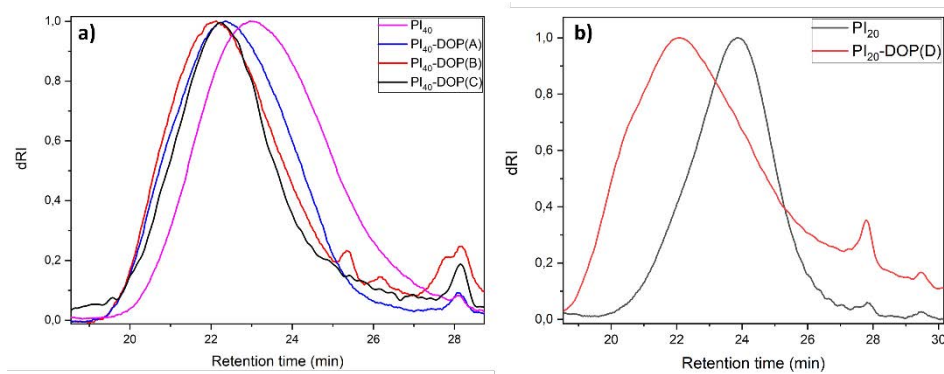 a)
PI40
PI40-DOP(A)
PI40-DOP(B)
PI40-DOP(C)
1,0
0,8
0,6
0,4
0,2
0,0
dRI
20 22 24 26 28
Retention time (min)
b)
PI20
PI20-DOP(D)
1,0
0,8
0,6
0,4
0,2
0,0
dRI
20 22 24 26 28 30
Retention time (min)